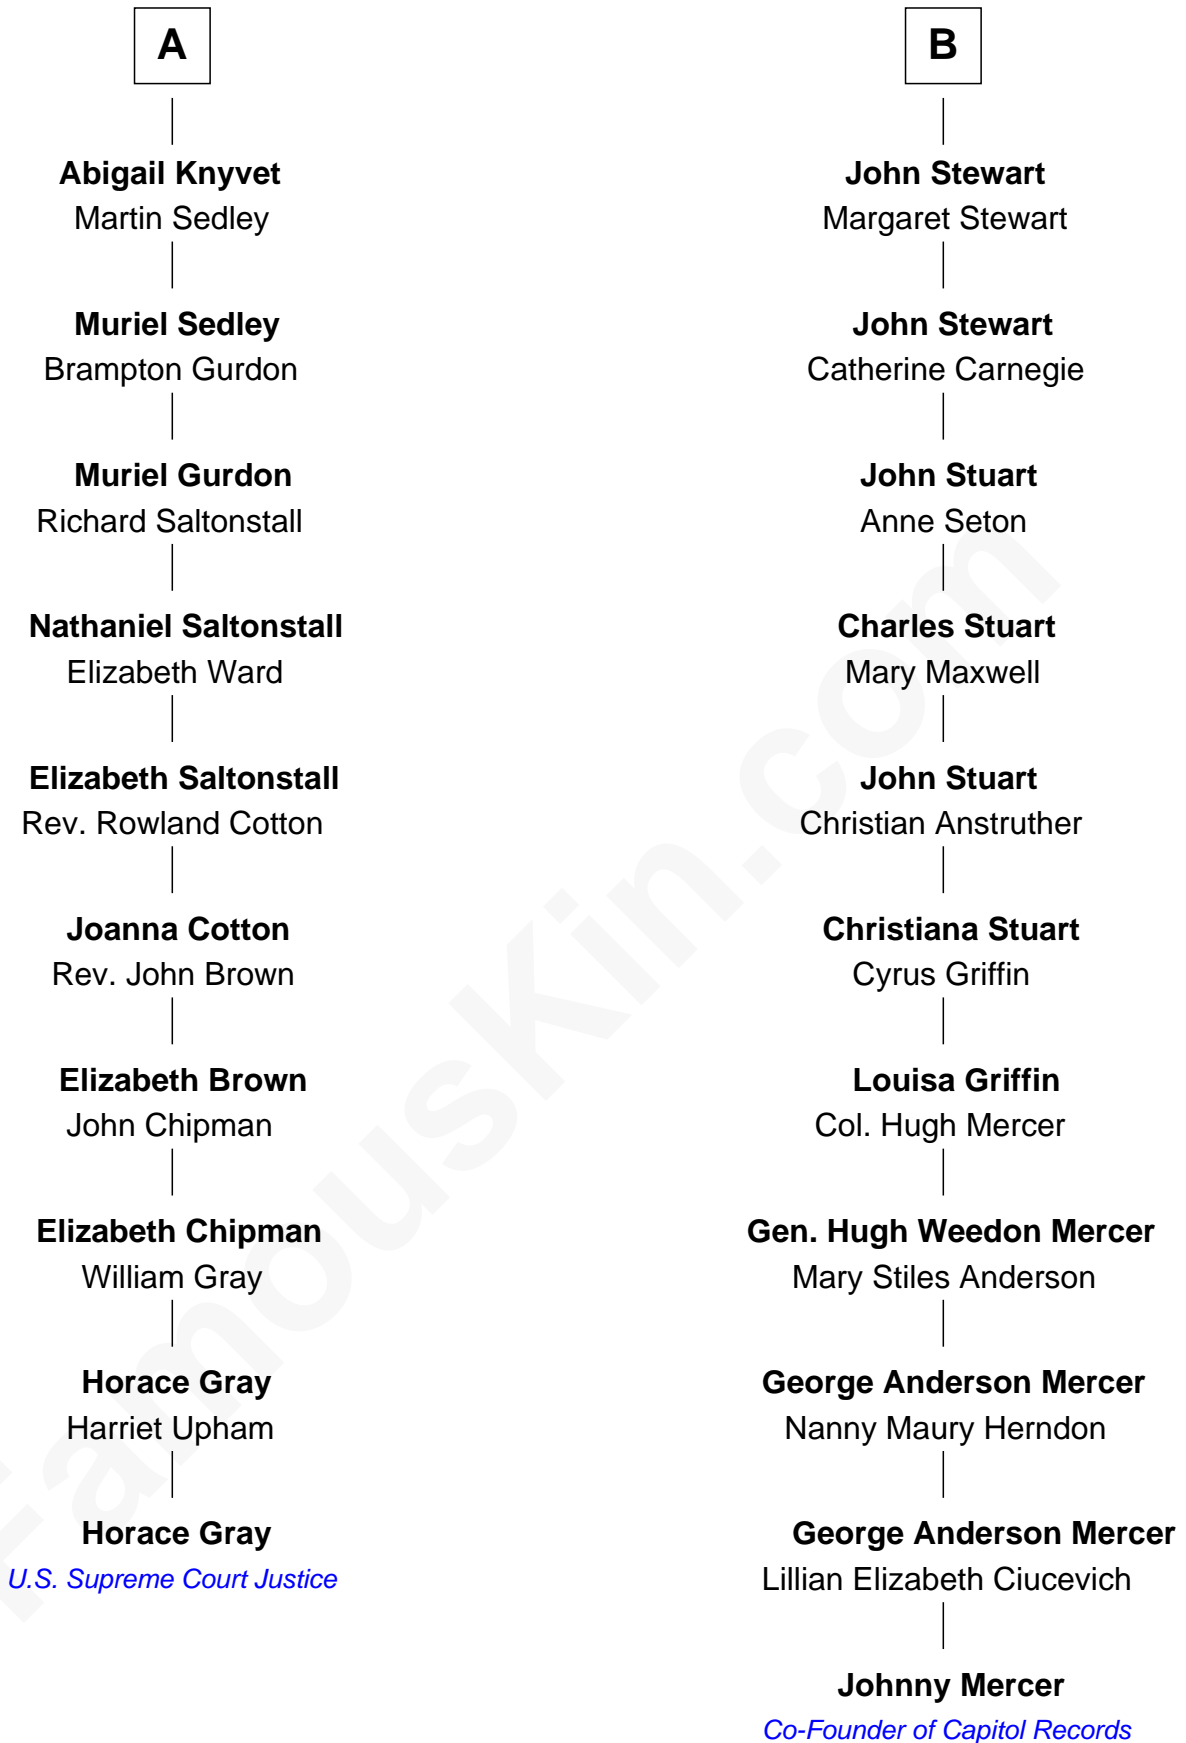 A
Abigail Knyvet
Martin Sedley
Muriel Sedley
Brampton Gurdon
Muriel Gurdon
Richard Saltonstall
Nathaniel Saltonstall
Elizabeth Ward
Elizabeth Saltonstall
Rev. Rowland Cotton
Joanna Cotton
Rev. John Brown
Elizabeth Brown
John Chipman
Elizabeth Chipman
William Gray
Horace Gray
Harriet Upham
Horace Gray
U.S. Supreme Court Justice
B
John Stewart
Margaret Stewart
John Stewart
Catherine Carnegie
John Stuart
Anne Seton
Charles Stuart
Mary Maxwell
John Stuart
Christian Anstruther
Christiana Stuart
Cyrus Griffin
Louisa Griffin
Col. Hugh Mercer
Gen. Hugh Weedon Mercer
Mary Stiles Anderson
George Anderson Mercer
Nanny Maury Herndon
George Anderson Mercer
Lillian Elizabeth Ciucevich
Johnny Mercer
Co-Founder of Capitol Records
FamousKin.com